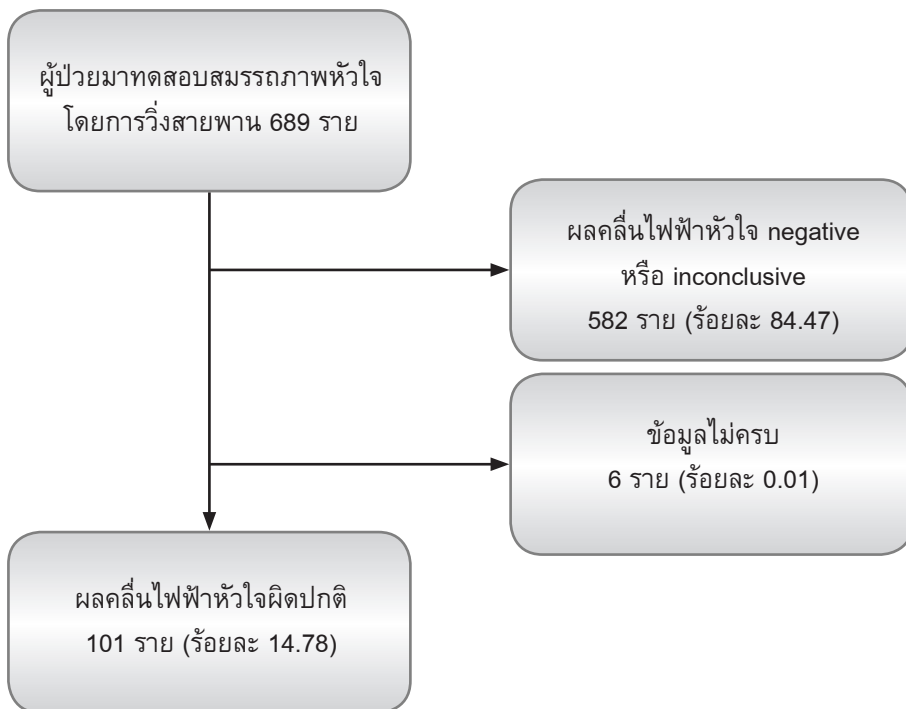 ผู้ป่วยมาทดสอบสมรรถภาพหัวใจ
โดยการวิ่งสายพาน 689 ราย
ผลคลื่นไฟฟ้าหัวใจ negative
หรือ inconclusive
582 ราย (ร้อยละ 84.47)
ข้อมูลไม่ครบ
6 ราย (ร้อยละ 0.01)
ผลคลื่นไฟฟ้าหัวใจผิดปกติ
101 ราย (ร้อยละ 14.78)